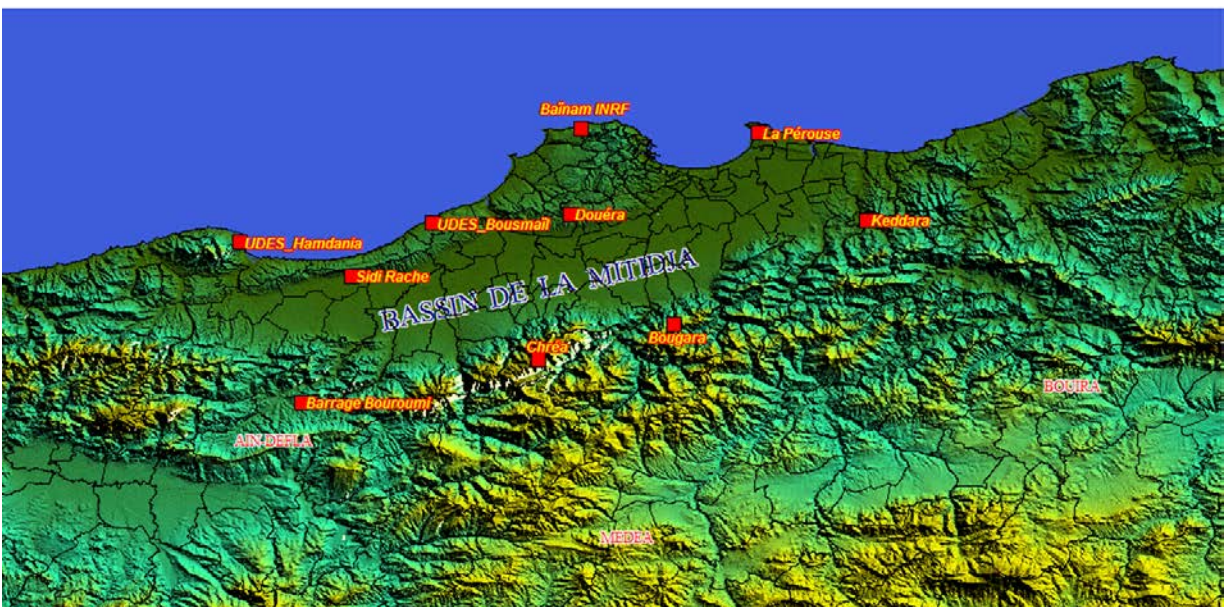 Baïnam INRF
La Pérouse
Douéra
Keddara
UDES_Bousmaïl
UDES_Hamdania
Sidi Rache
BASSIN DE LA MITIDJA
Bougara
Chréa
BOUIRA
Barrage Bouroumi
AIN DEFLA
MEDEA